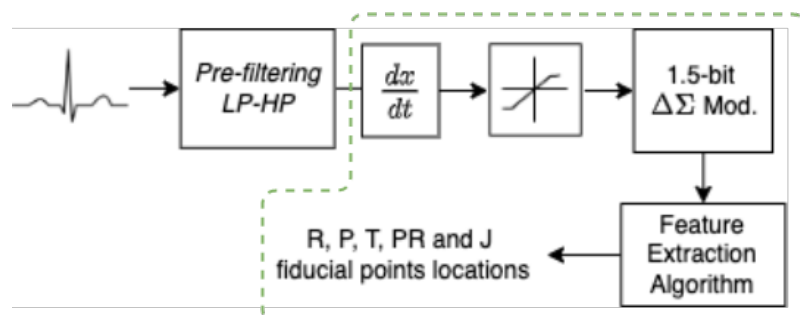 Pre-filtering
LP-HP
dx
dt
1.5-bit
ΔΣ Mod.
Feature
Extraction
Algorithm
R, P, T, PR and J
fiducial points locations